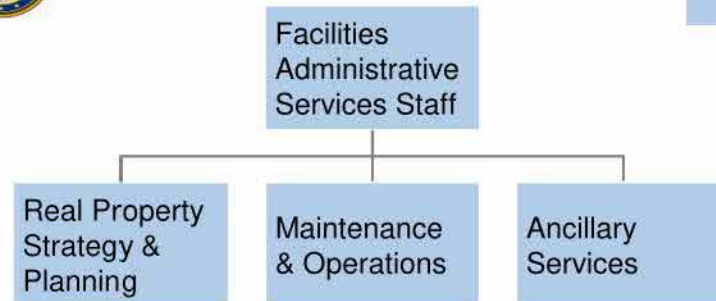 Facilities
Administrative
Services Staff
Real Property
Strategy &
Planning
Maintenance
& Operations
Ancillary
Services